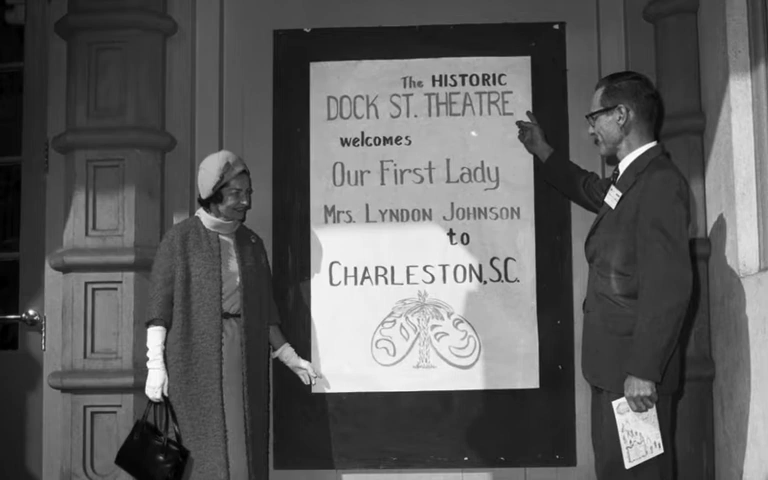 The HISTORIC
DOCK ST. THEATRE
welcomes
Our First Lady
MRS. LYNDON JOHNSON
to
CHARLESTON, S.C.